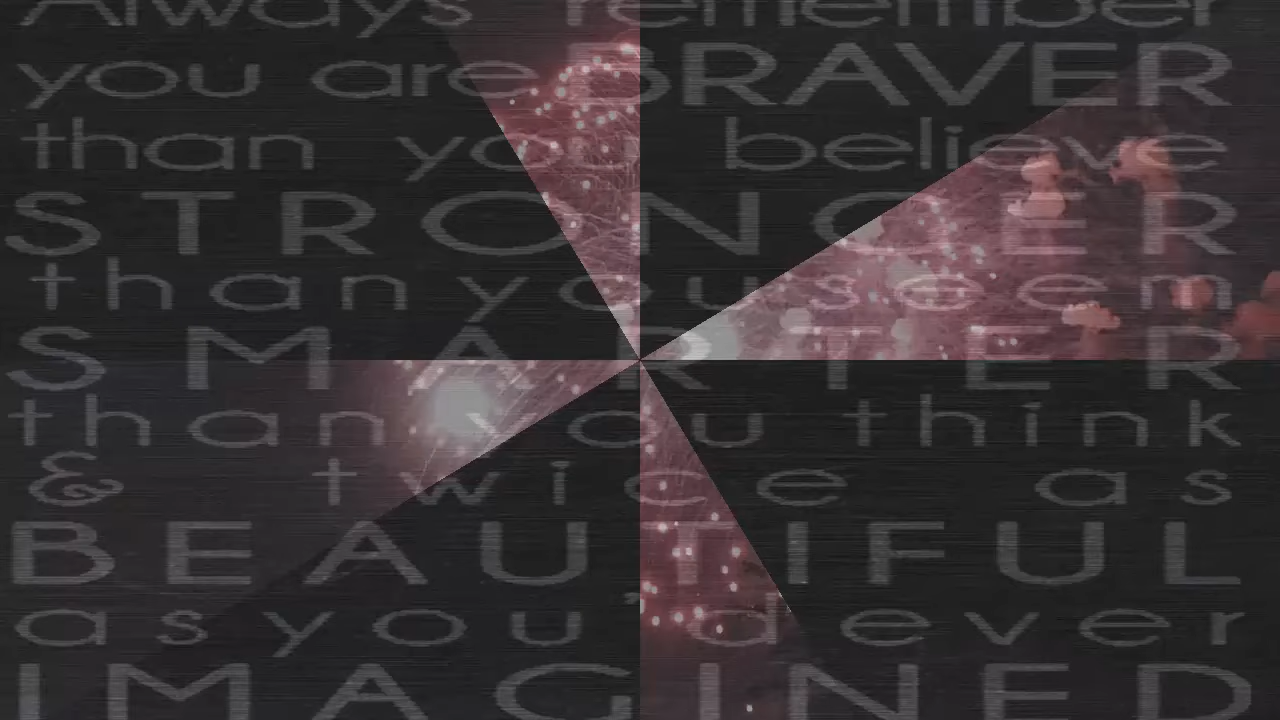 Always remember
you are BRAVER
than you believe
STRONGER
than you seem
SMARTER
than you think
& twice as
BEAUTIFUL
as you'd ever
IMAGINED